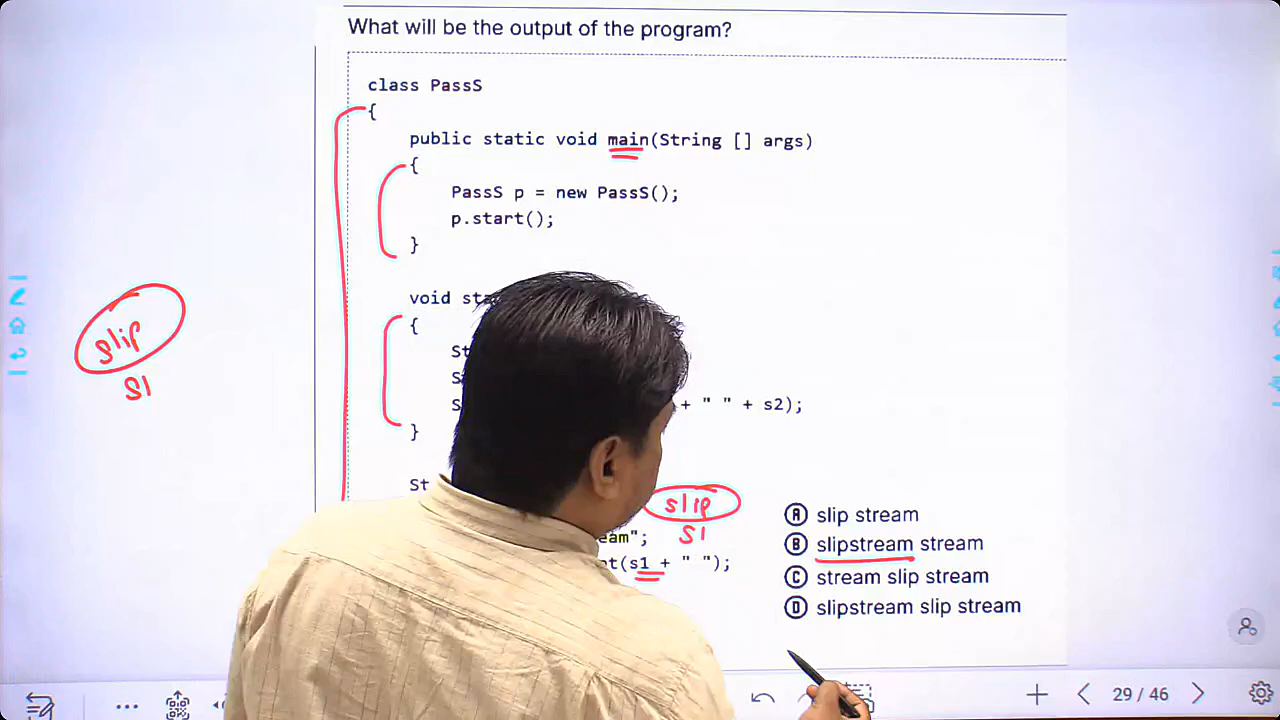 What will be the output of the program?
class PassS
{
public static void main(String [] args)
{
PassS p = new PassS();
p.start();
}
void sta
{
St
S
S + " " + s2);
}
St
slip
S1
eam";
t(s1 + " ");
slip
S1
A slip stream
B slipstream stream
C stream slip stream
D slipstream slip stream
29 / 46